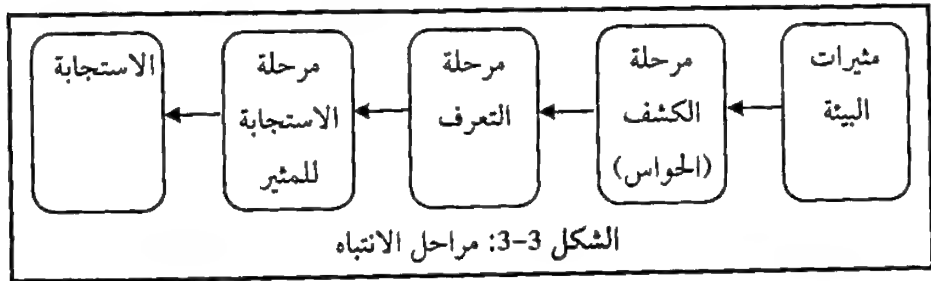 مثيرات
البيئة
مرحلة
الكشف
(الحواس)
مرحلة
التعرف
مرحلة
الاستجابة
للمثير
الاستجابة
الشكل 3-3: مراحل الانتباه